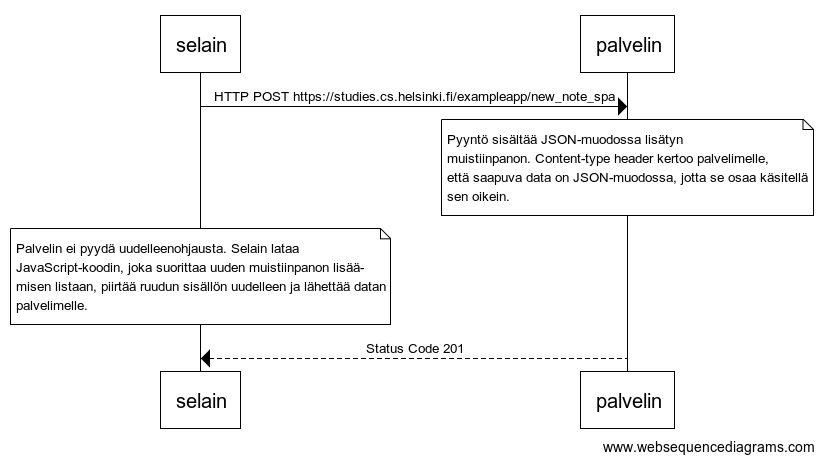 selain
palvelin
HTTP POST https://studies.cs.helsinki.fi/exampleapp/new_note_spa
Pyyntö sisältää JSON-muodossa lisätyn
muistiinpanon. Content-type header kertoo palvelimelle,
että saapuva data on JSON-muodossa, jotta se osaa käsitellä
sen oikein.
Palvelin ei pyydä uudelleenohjausta. Selain lataa
JavaScript-koodin, joka suorittaa uuden muistiinpanon lisää-
misen listaan, piirtää ruudun sisällön uudelleen ja lähettää datan
palvelimelle.
Status Code 201
selain
palvelin
www.websequencediagrams.com